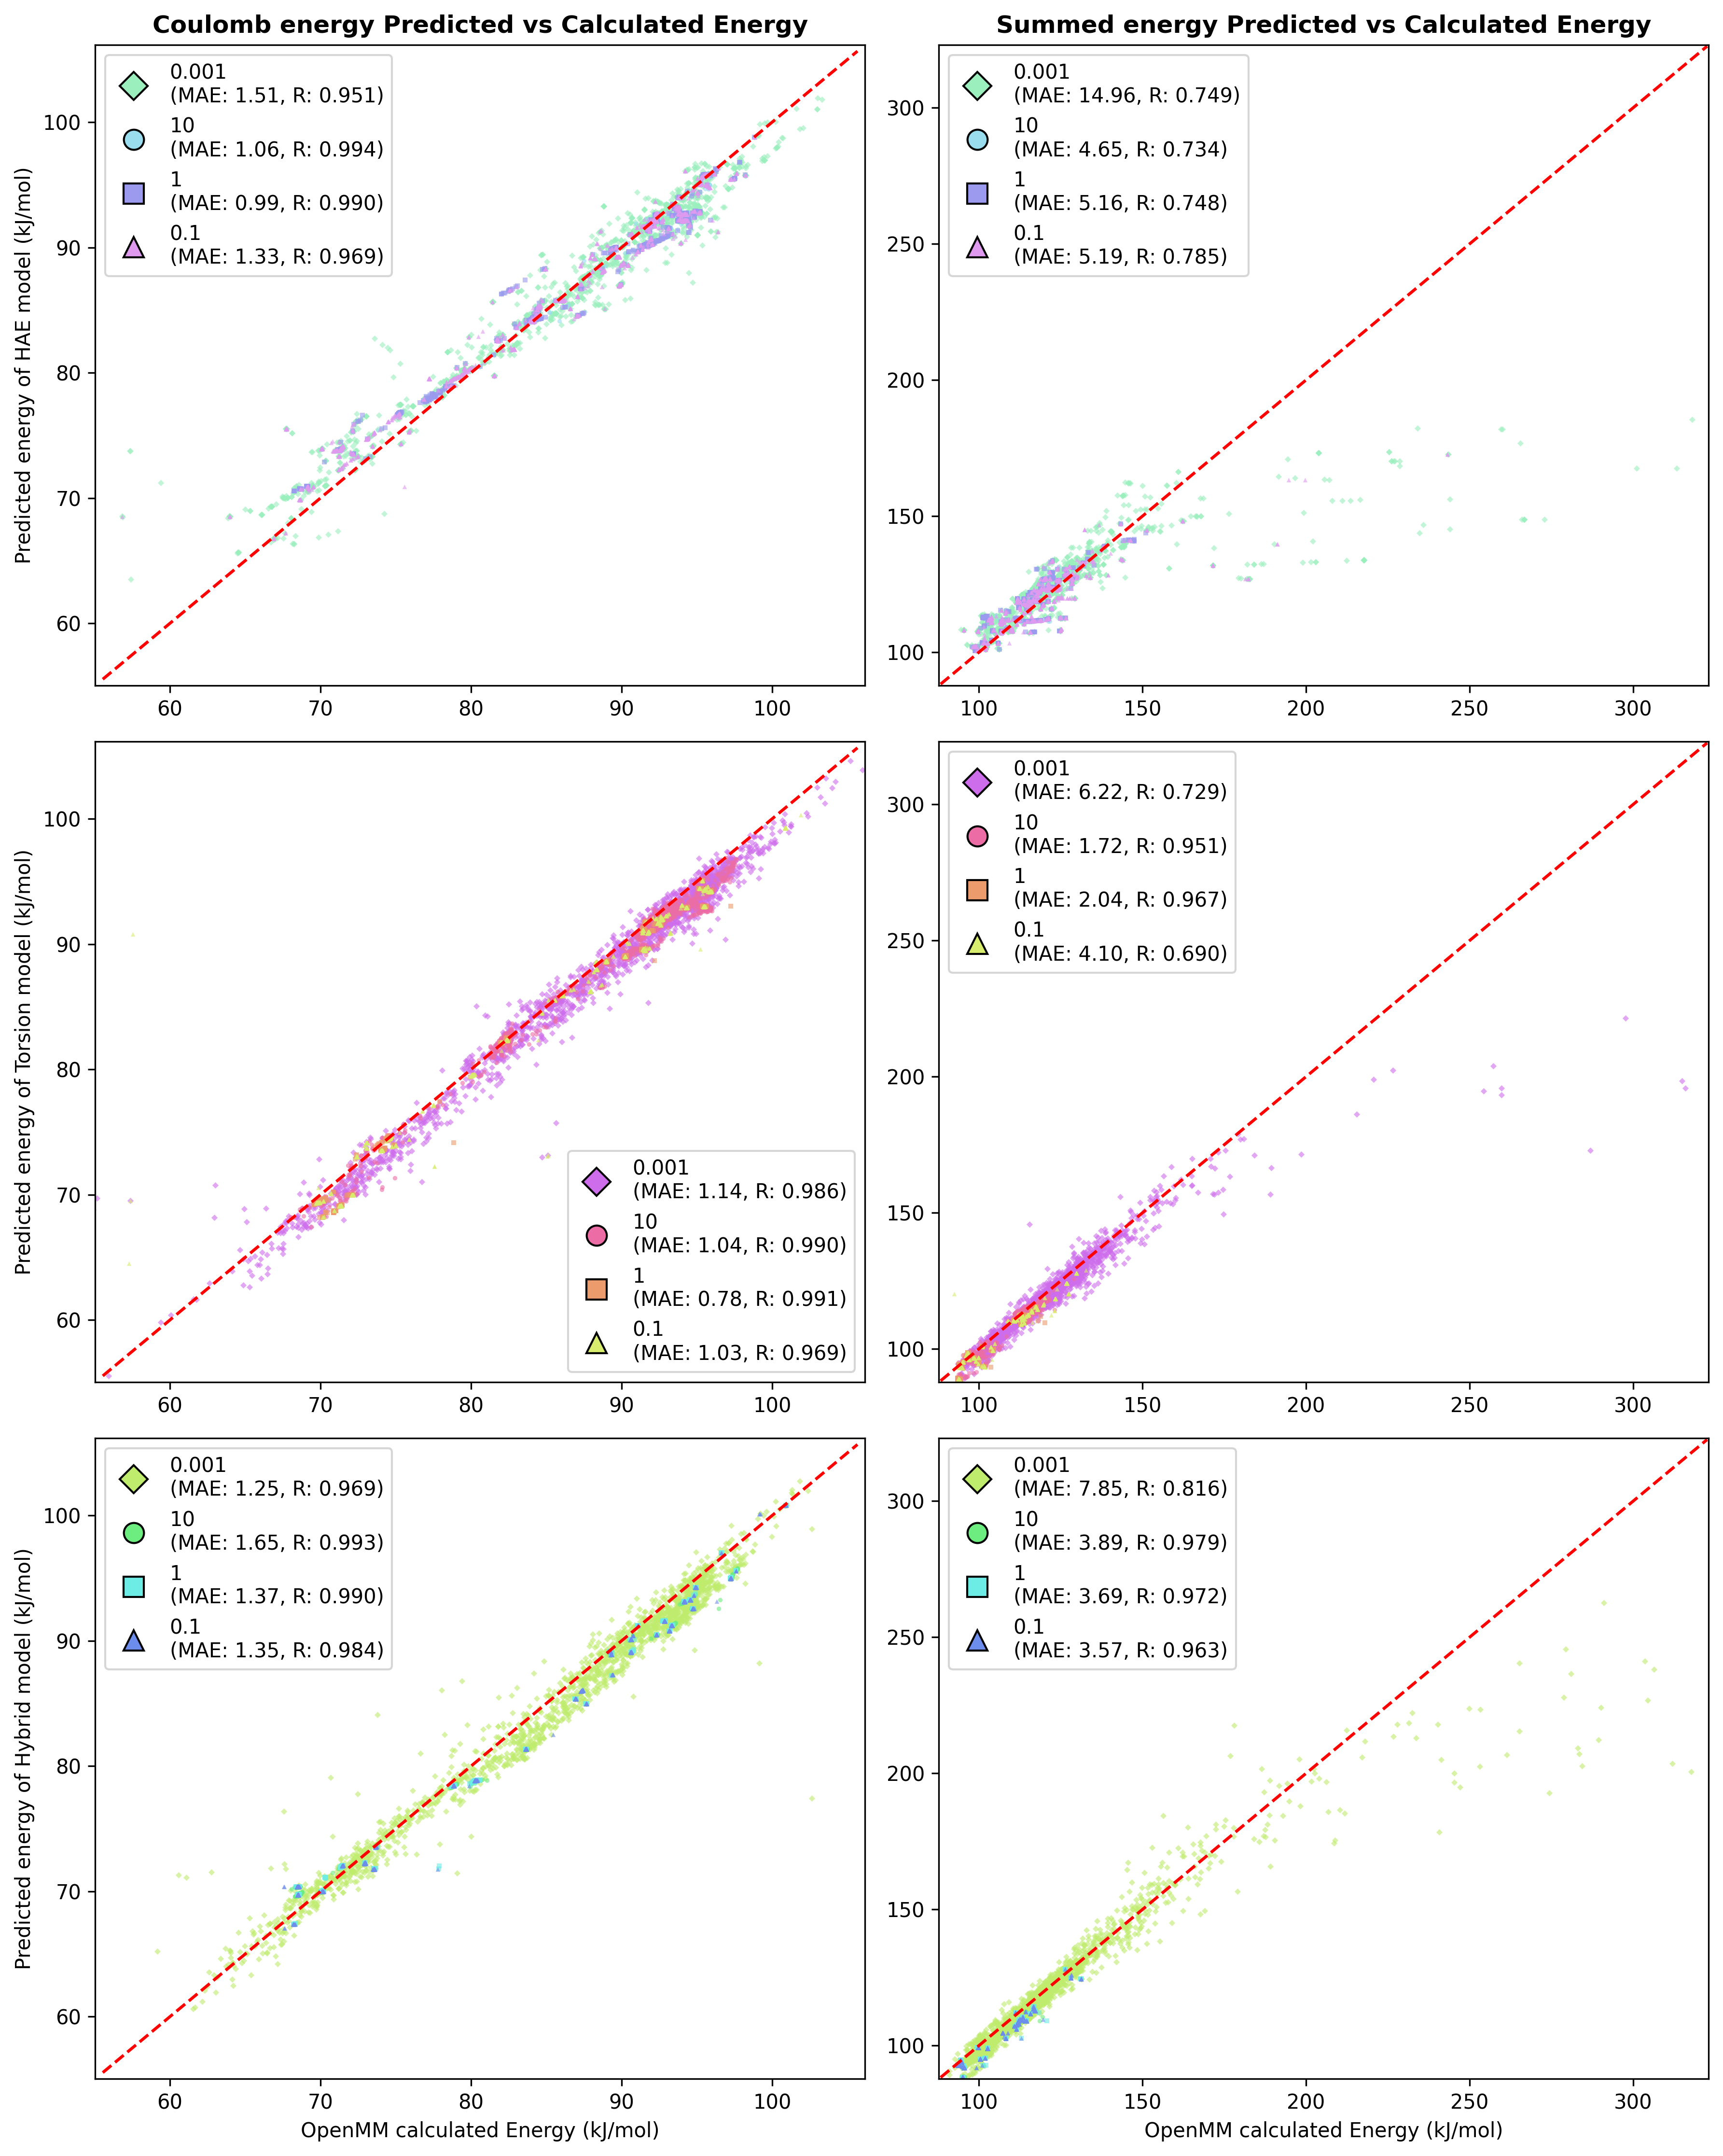 Coulomb energy Predicted vs Calculated Energy
Predicted energy of HAE model (kJ/mol)
100
90
80
70
60
0.001
(MAE: 1.51, R: 0.951)
10
(MAE: 1.06, R: 0.994)
1
(MAE: 0.99, R: 0.990)
0.1
(MAE: 1.33, R: 0.969)
60 70 80 90 100
Summed energy Predicted vs Calculated Energy
300
250
200
150
100
0.001
(MAE: 14.96, R: 0.749)
10
(MAE: 4.65, R: 0.734)
1
(MAE: 5.16, R: 0.748)
0.1
(MAE: 5.19, R: 0.785)
100 150 200 250 300
Predicted energy of Torsion model (kJ/mol)
100
90
80
70
60
0.001
(MAE: 1.14, R: 0.986)
10
(MAE: 1.04, R: 0.990)
1
(MAE: 0.78, R: 0.991)
0.1
(MAE: 1.03, R: 0.969)
60 70 80 90 100
300
250
200
150
100
0.001
(MAE: 6.22, R: 0.729)
10
(MAE: 1.72, R: 0.951)
1
(MAE: 2.04, R: 0.967)
0.1
(MAE: 4.10, R: 0.690)
100 150 200 250 300
Predicted energy of Hybrid model (kJ/mol)
100
90
80
70
60
0.001
(MAE: 1.25, R: 0.969)
10
(MAE: 1.65, R: 0.993)
1
(MAE: 1.37, R: 0.990)
0.1
(MAE: 1.35, R: 0.984)
60 70 80 90 100
OpenMM calculated Energy (kJ/mol)
300
250
200
150
100
0.001
(MAE: 7.85, R: 0.816)
10
(MAE: 3.89, R: 0.979)
1
(MAE: 3.69, R: 0.972)
0.1
(MAE: 3.57, R: 0.963)
100 150 200 250 300
OpenMM calculated Energy (kJ/mol)